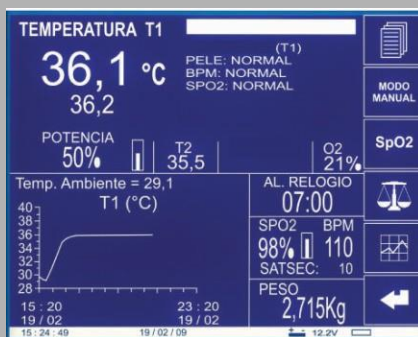 TEMPERATURA T1
36,1 °C
36,2
(T1)
PELE: NORMAL
BPM: NORMAL
SPO2: NORMAL
POTENCIA
50%
T2
35,5
O2
21%
MODO
MANUAL
SpO2
Temp. Ambiente = 29,1
T1 (°C)
40
38
36
34
32
30
28
15 : 20
19 / 02
23 : 20
19 / 02
AL. RELOGIO
07:00
SPO2 BPM
98% 110
SATSEC: 10
PESO
2,715Kg
15 : 24 : 49 19 / 02 / 09 + - 12.2V